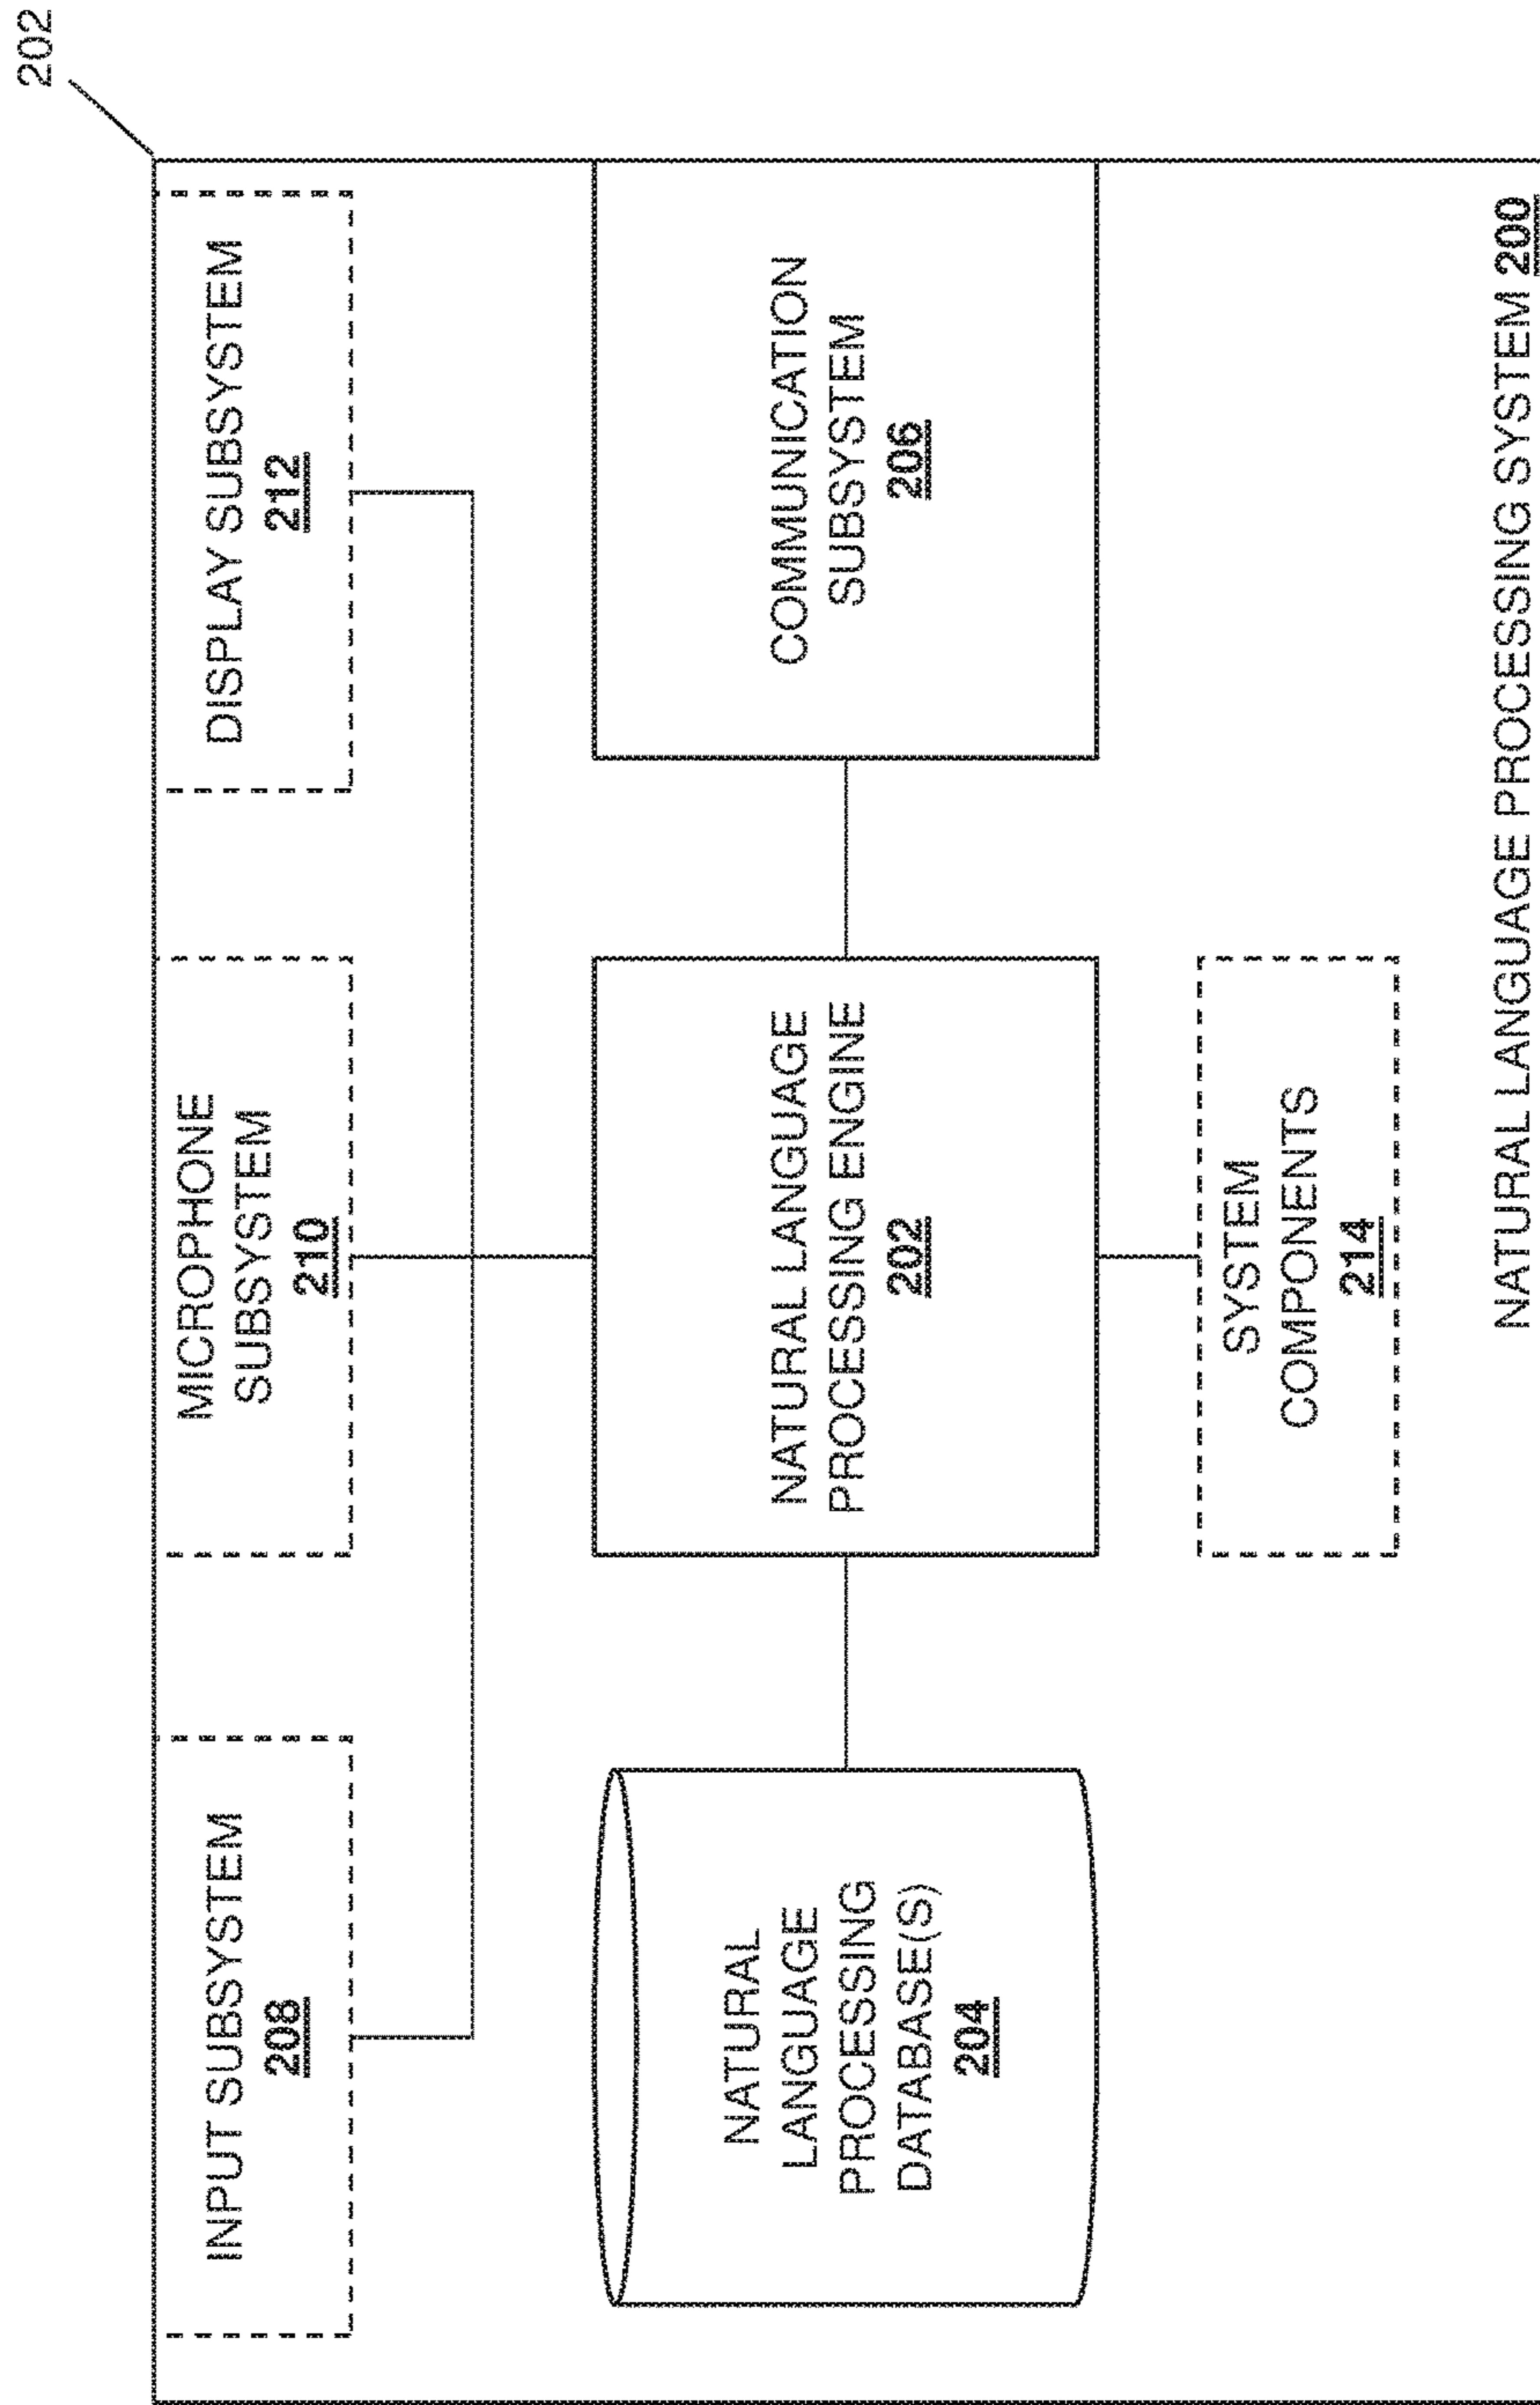 202
INPUT SUBSYSTEM
208
MICROPHONE
SUBSYSTEM
210
DISPLAY SUBSYSTEM
212
NATURAL
LANGUAGE
PROCESSING
DATABASE(S)
204
NATURAL LANGUAGE
PROCESSING ENGINE
202
COMMUNICATION
SUBSYSTEM
206
SYSTEM
COMPONENTS
214
NATURAL LANGUAGE PROCESSING SYSTEM 200